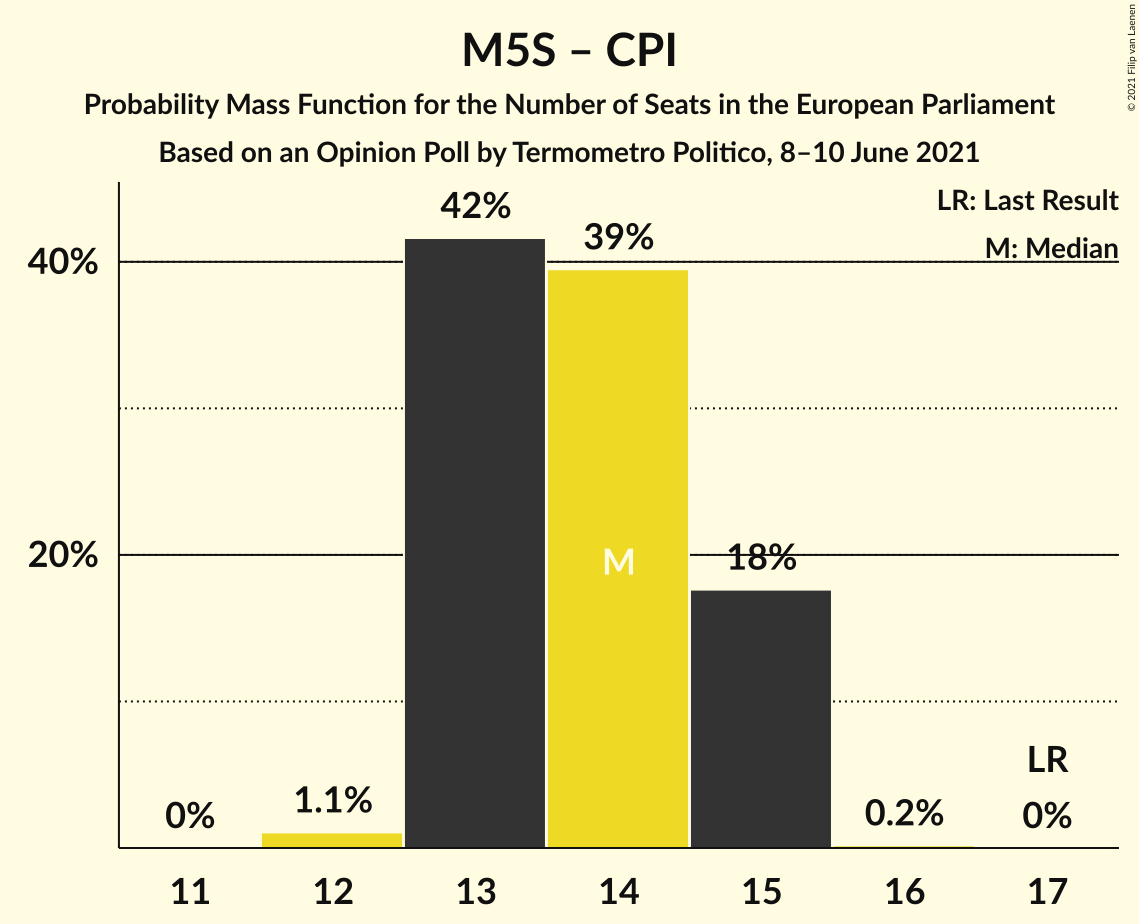 M5S – CPI
Probability Mass Function for the Number of Seats in the European Parliament
Based on an Opinion Poll by Termometro Politico, 8–10 June 2021
© 2021 Filip van Laenen
LR: Last Result
M: Median
40%
20%
0%
1.1%
42%
39%
M
18%
0.2%
LR
0%
11 12 13 14 15 16 17